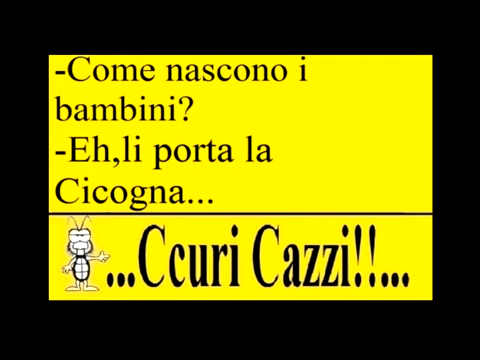 -Come nascono i
bambini?
-Eh,li porta la
Cicogna...
...Ccuri Cazzi!!...